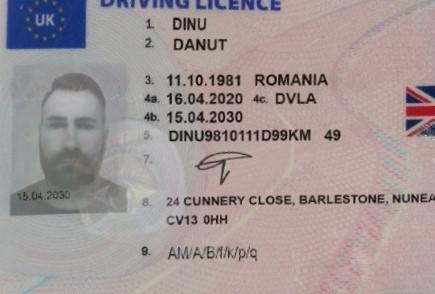 DRIVING LICENCE
UK
1. DINU
2. DANUT
3. 11.10.1981 ROMANIA
4a. 16.04.2020 4c. DVLA
4b. 15.04.2030
5. DINU9810111D99KM 49
7.
15.04.2030
8. 24 CUNNERY CLOSE, BARLESTONE, NUNEA
CV13 0HH
9. AM/A/B/f/k/p/q